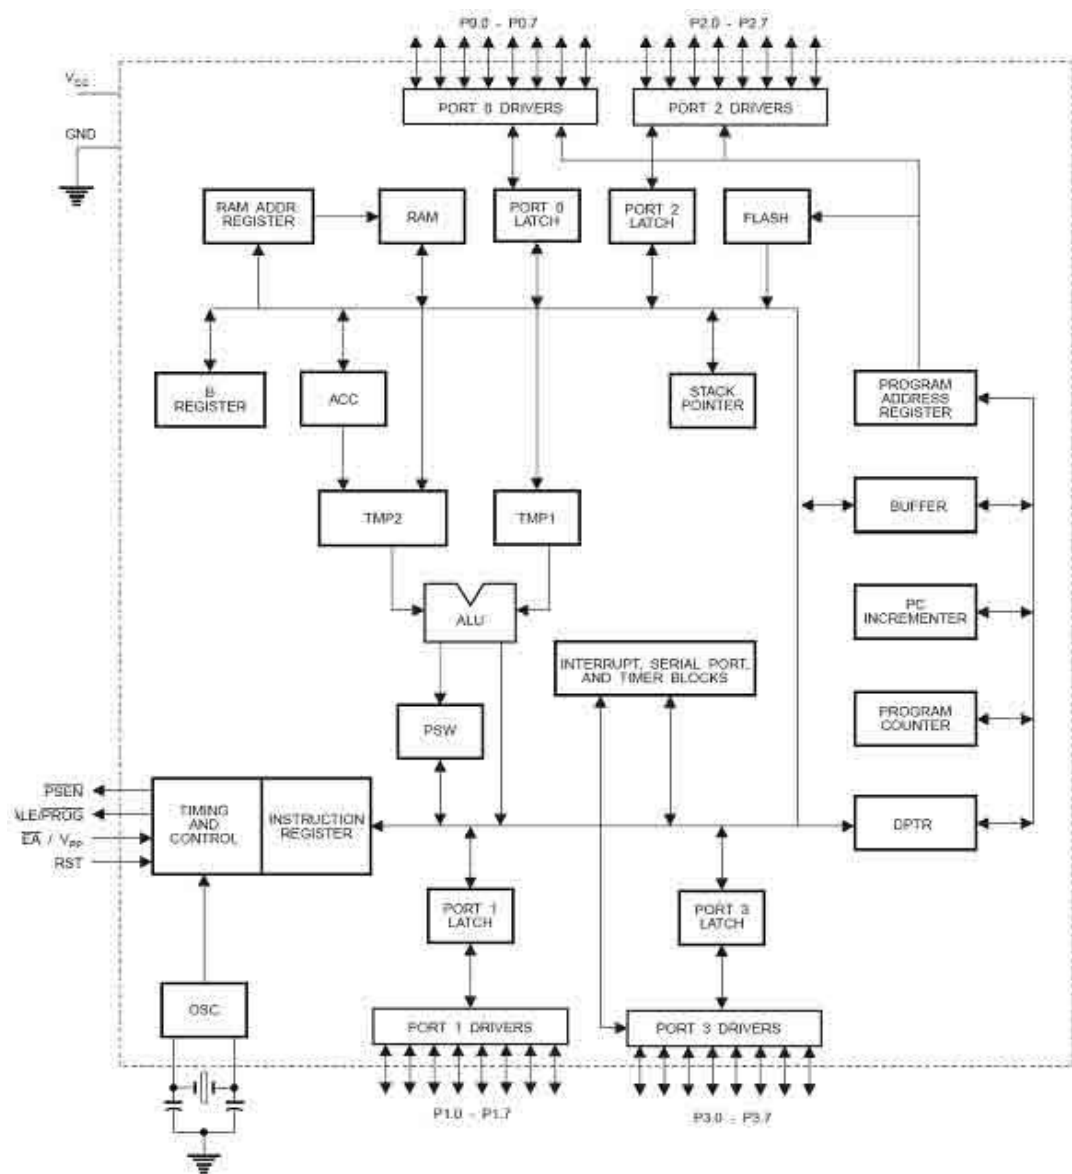 P0.0 - P0.7
P2.0 - P2.7
VCC
PORT 0 DRIVERS
PORT 2 DRIVERS
GND
RAM ADDR.
REGISTER
RAM
PORT 0
LATCH
PORT 2
LATCH
FLASH
B
REGISTER
ACC
STACK
POINTER
PROGRAM
ADDRESS
REGISTER
TMP2
TMP1
BUFFER
ALU
PC
INCREMENTER
INTERRUPT, SERIAL PORT,
AND TIMER BLOCKS
PSW
PROGRAM
COUNTER
PSEN
ALE/PROG
EA / VPP
RST
TIMING
AND
CONTROL
INSTRUCTION
REGISTER
DPTR
PORT 1
LATCH
PORT 3
LATCH
OSC
PORT 1 DRIVERS
PORT 3 DRIVERS
P1.0 - P1.7
P3.0 - P3.7